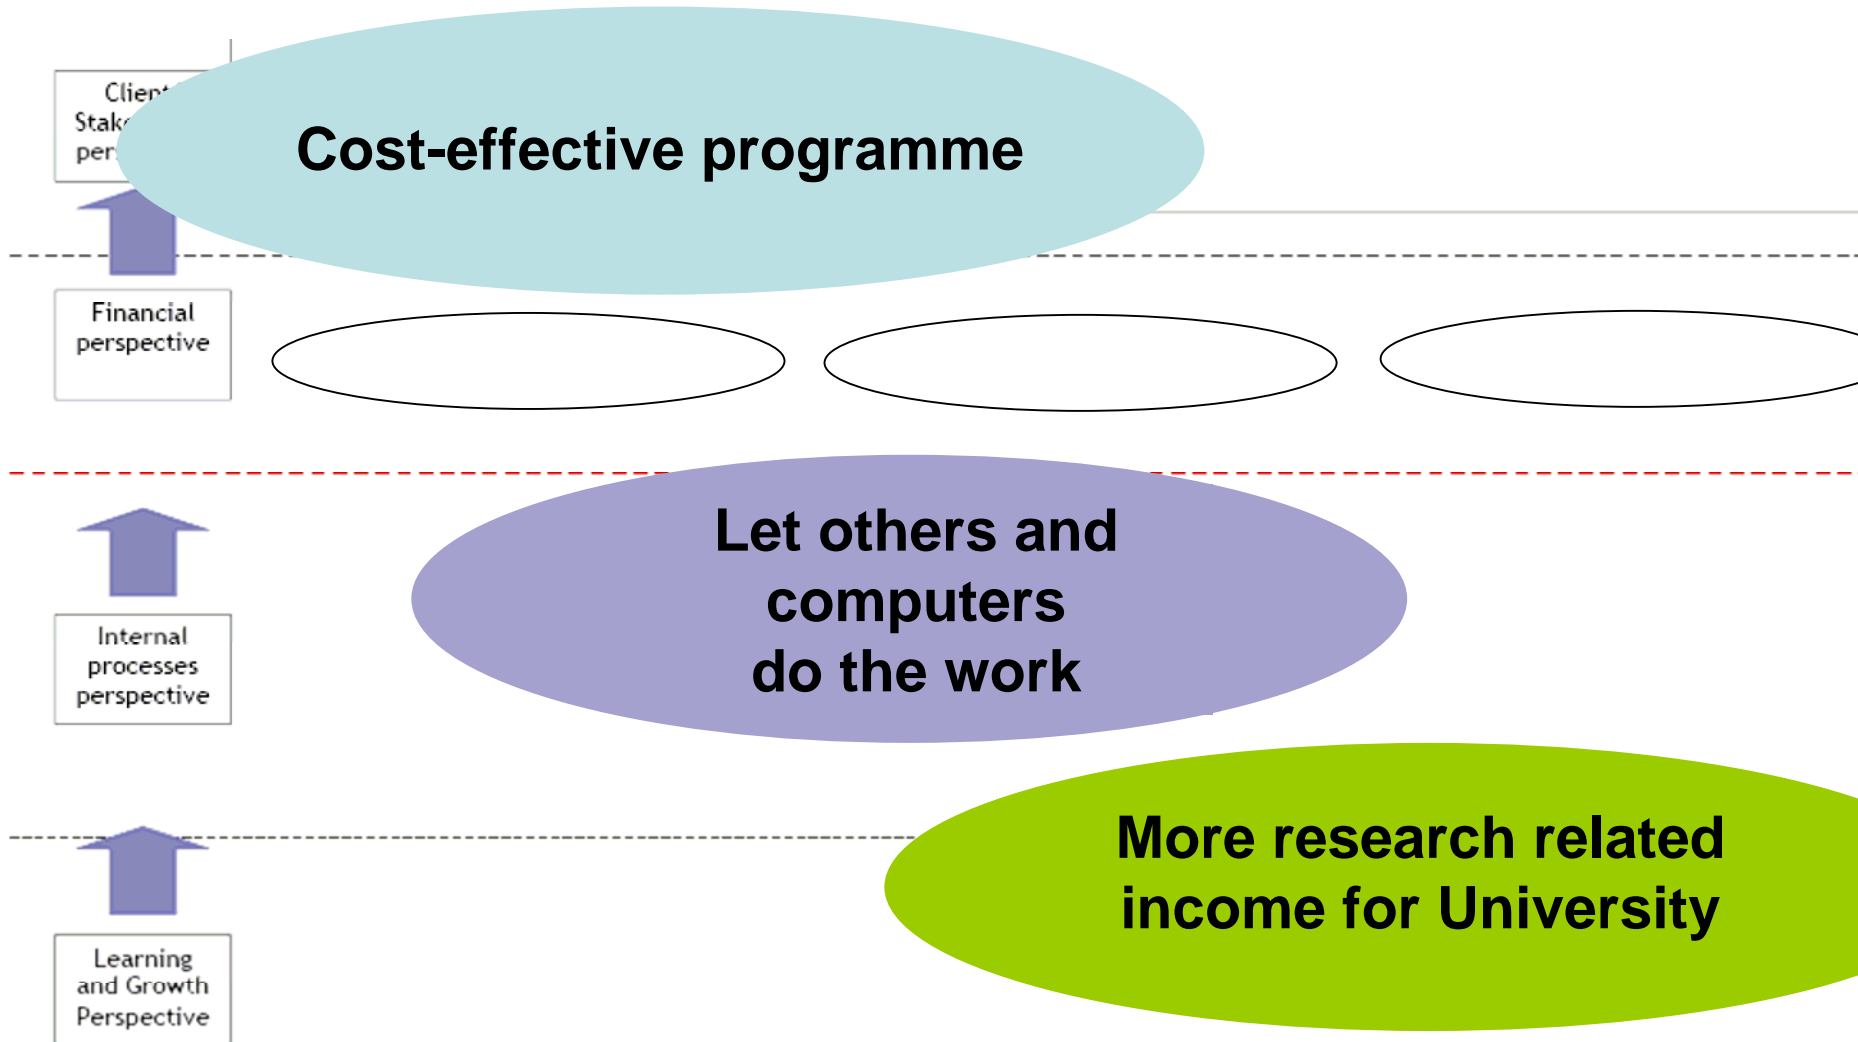 Client
Cost-effective programme
Financial
perspective
Let others and
computers
do the work
Internal
processes
perspective
More research related
income for University
Learning
and Growth
Perspective